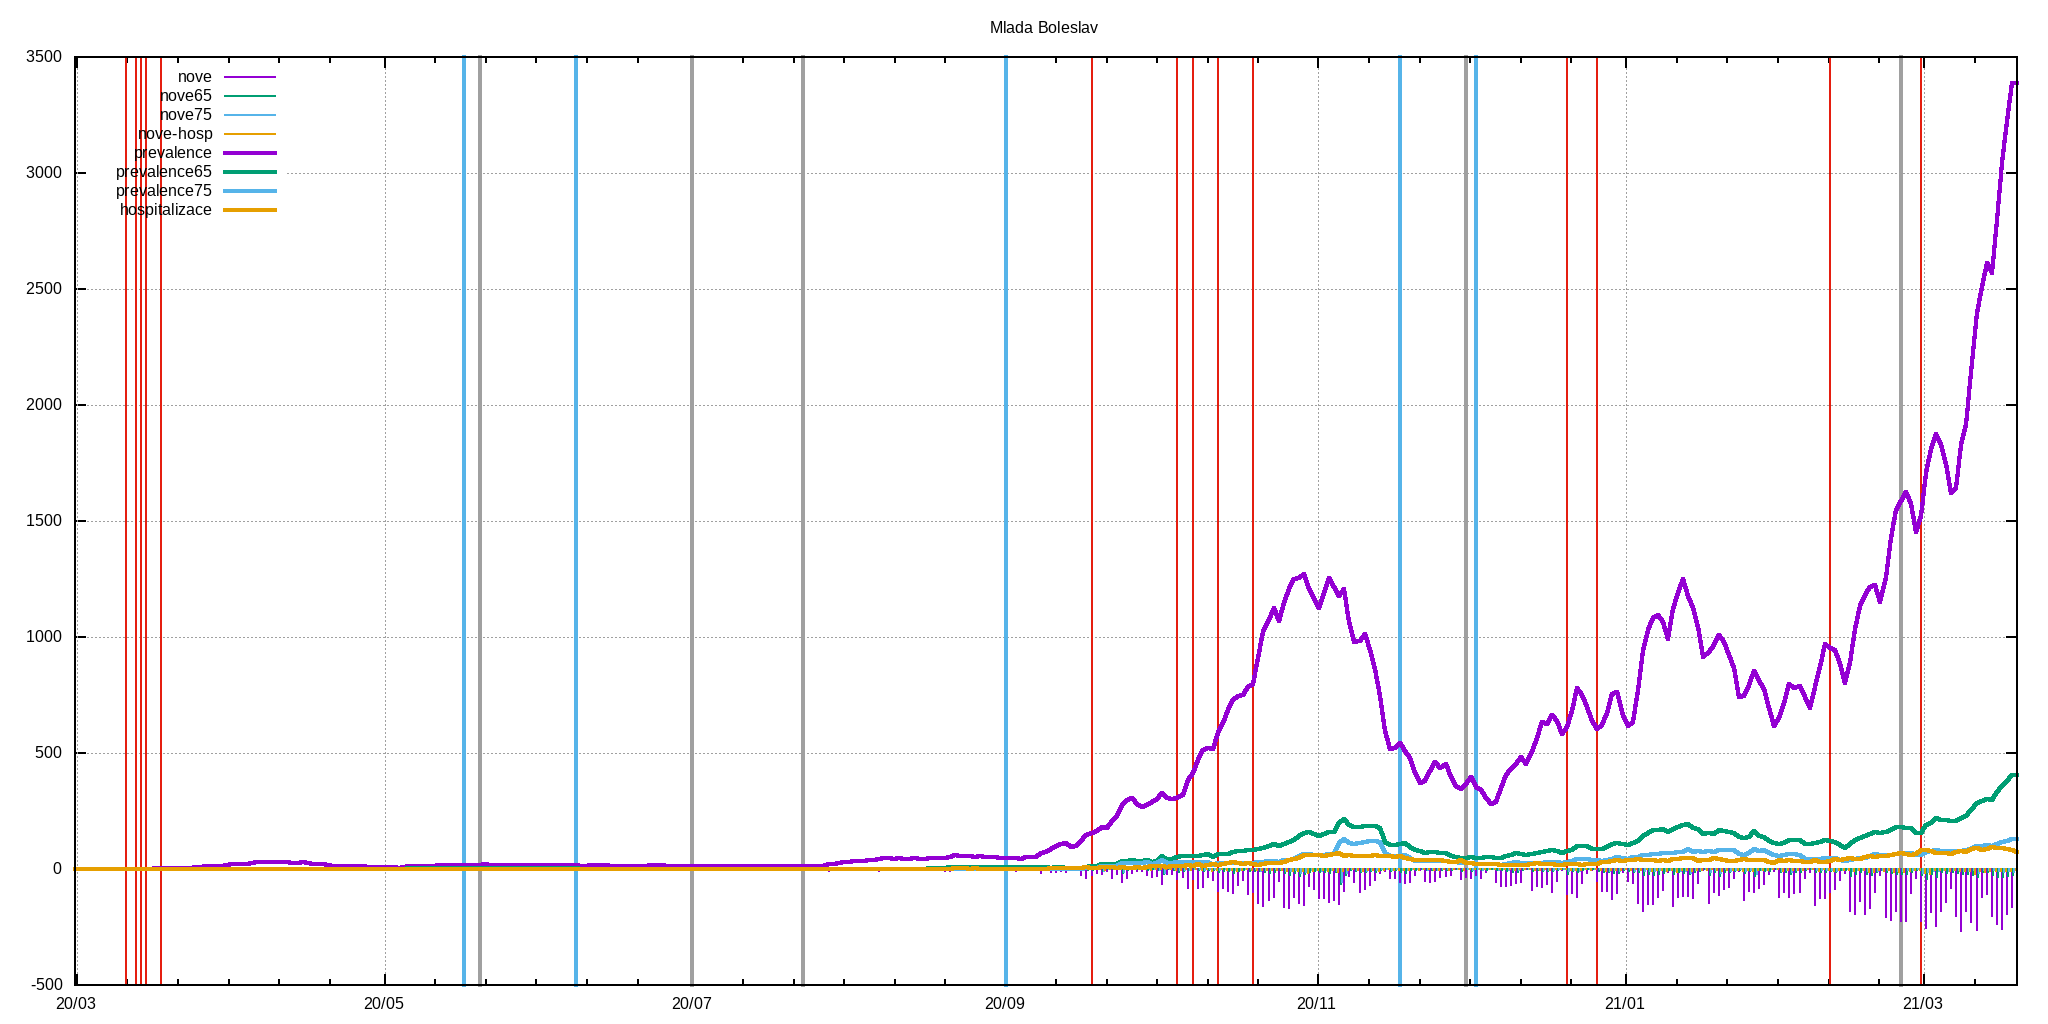 Mlada Boleslav
3500
3000
2500
2000
1500
1000
500
0
-500
nove
nove65
nove75
nove-hosp
prevalence
prevalence65
prevalence75
hospitalizace
20/03 20/05 20/07 20/09 20/11 21/01 21/03